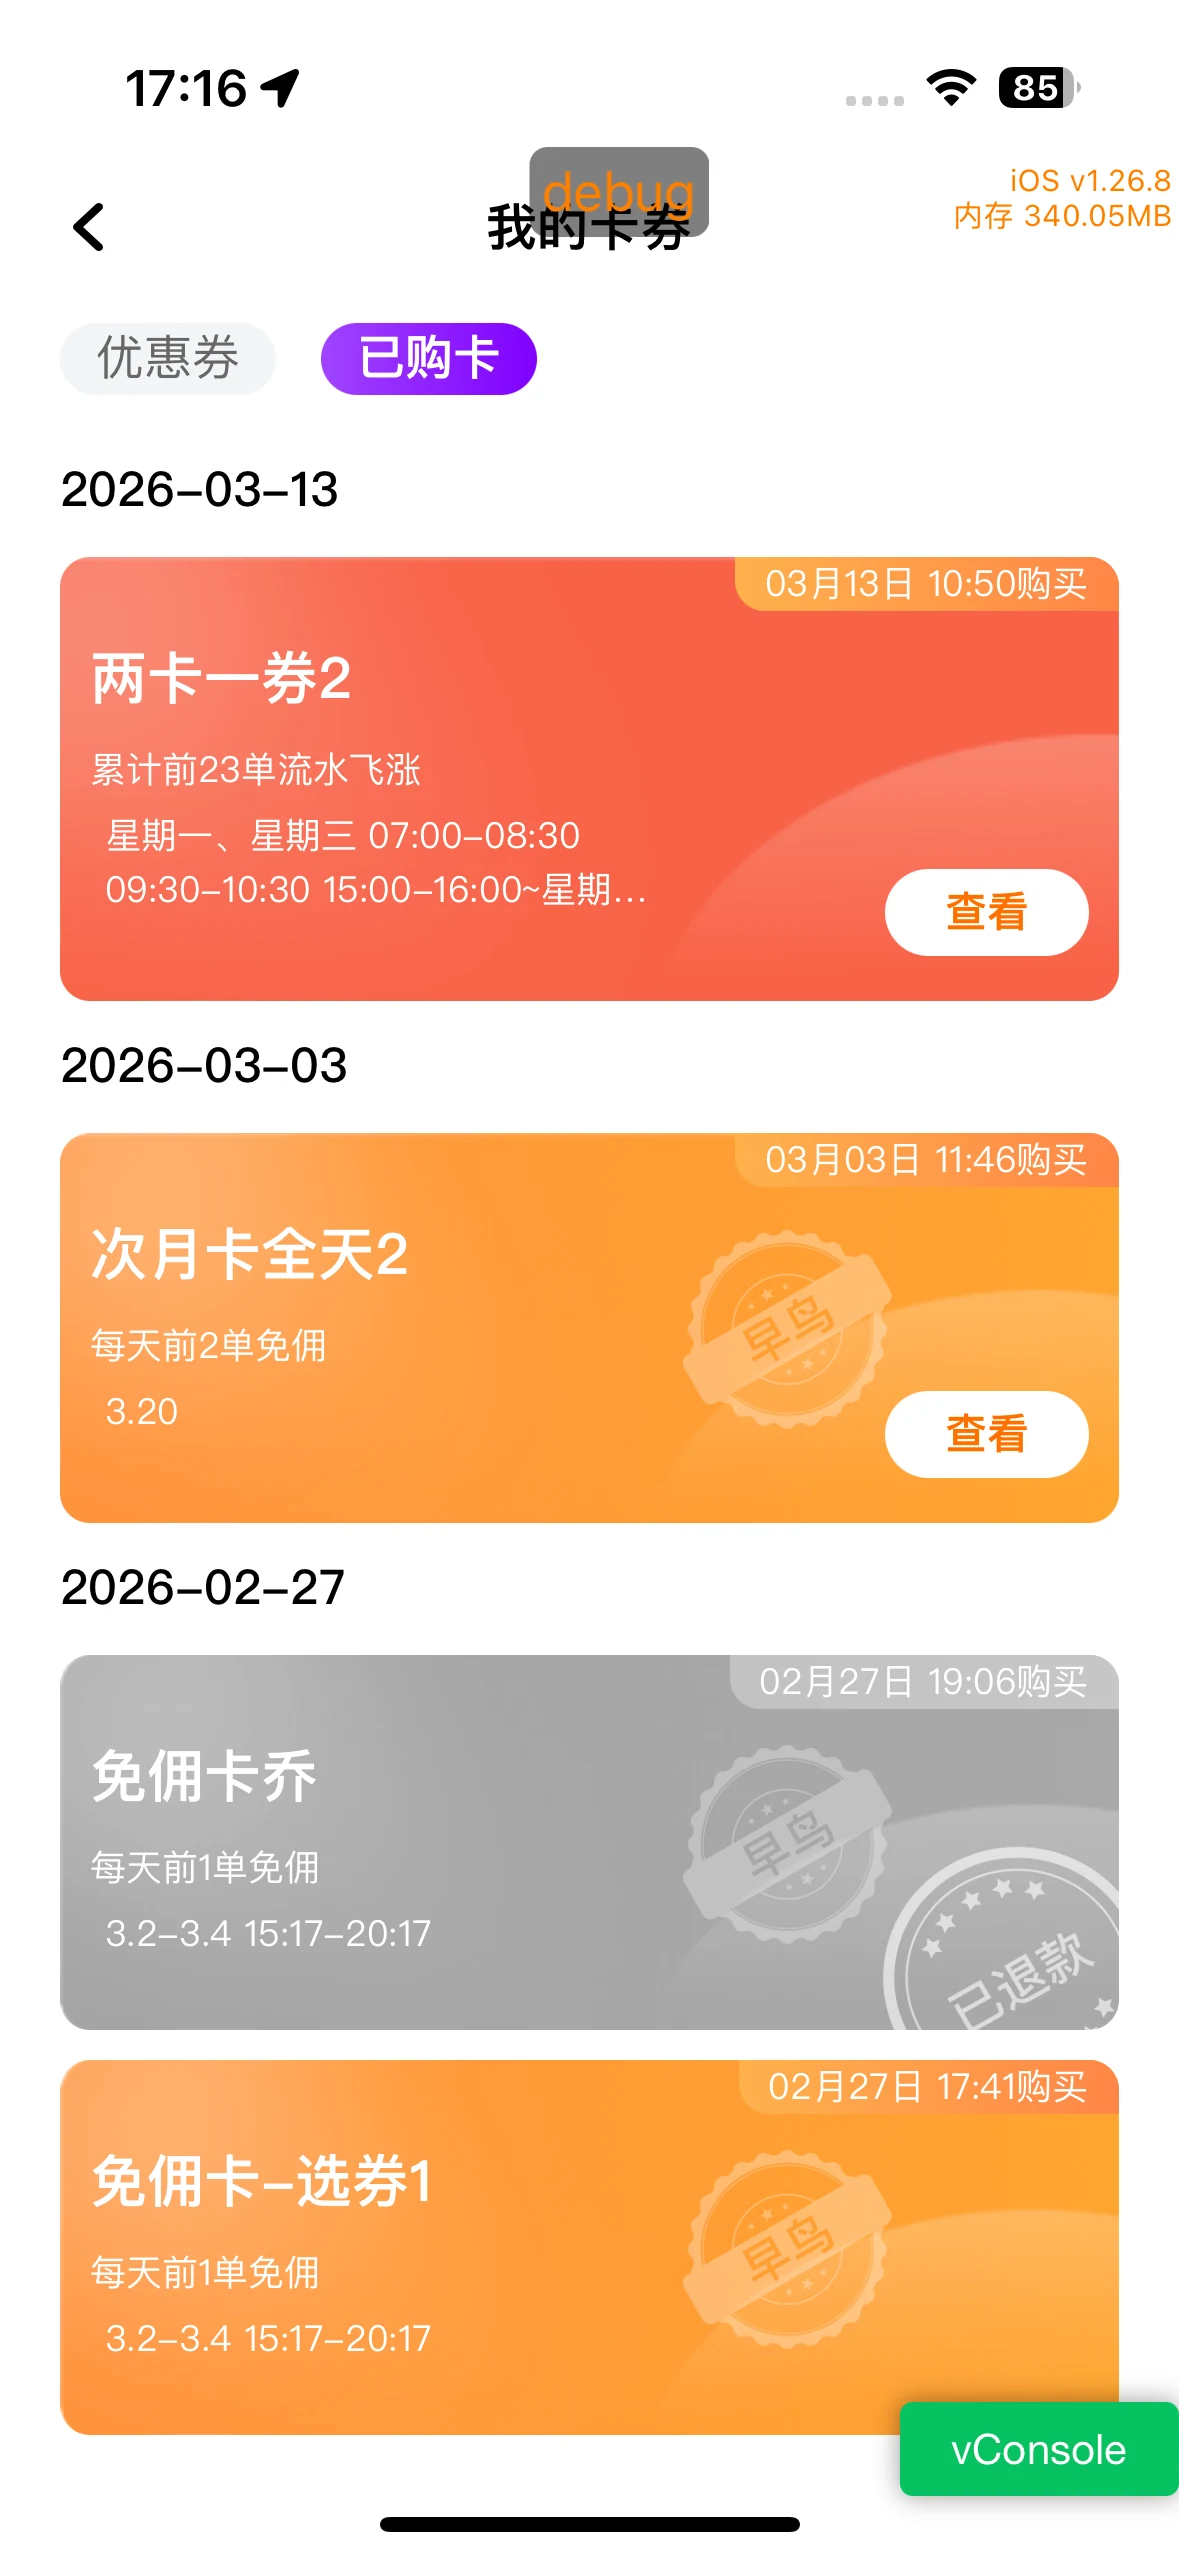 17:16
85
debug
iOS v1.26.8
内存 340.05MB
我的卡券
优惠券
已购卡
2026-03-13
03月13日 10:50购买
两卡一券2
累计前23单流水飞涨
星期一、星期三 07:00-08:30
09:30-10:30 15:00-16:00~星期...
查看
2026-03-03
03月03日 11:46购买
次月卡全天2
早鸟
每天前2单免佣
3.20
查看
2026-02-27
02月27日 19:06购买
免佣卡乔
早鸟
每天前1单免佣
3.2-3.4 15:17-20:17
已退款
02月27日 17:41购买
免佣卡-选券1
早鸟
每天前1单免佣
3.2-3.4 15:17-20:17
vConsole